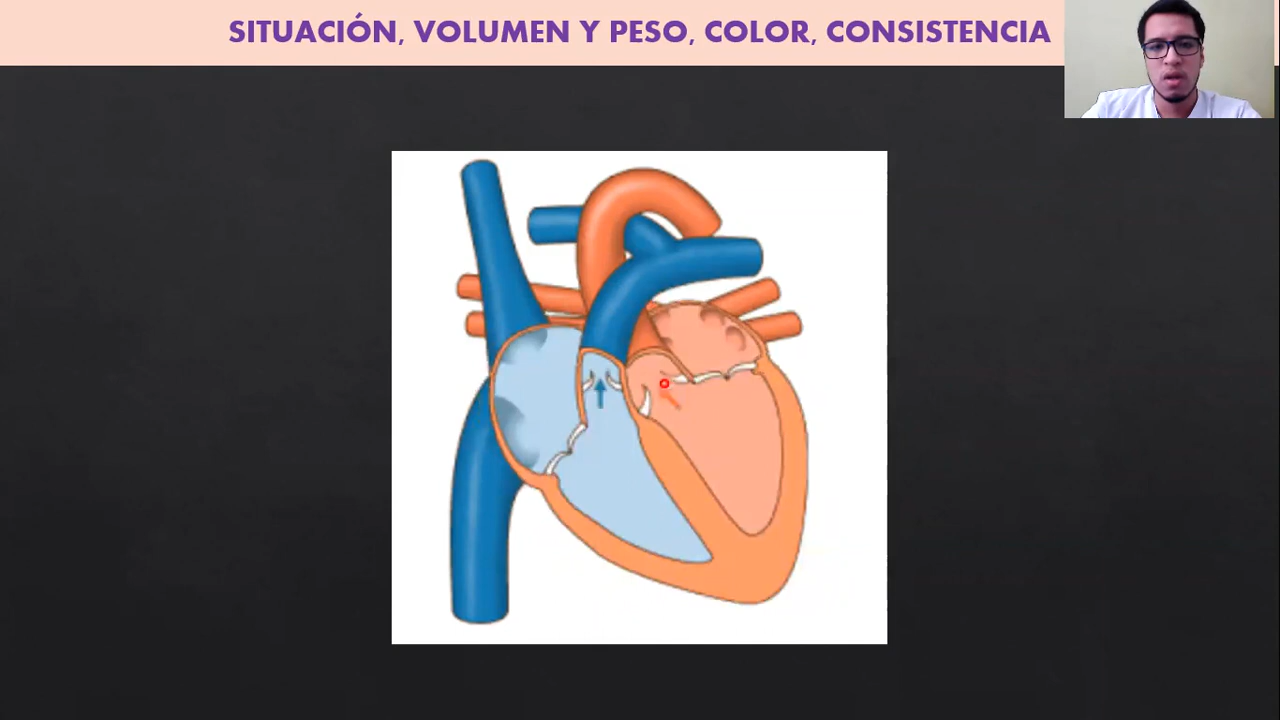 SITUACIÓN, VOLUMEN Y PESO, COLOR, CONSISTENCIA